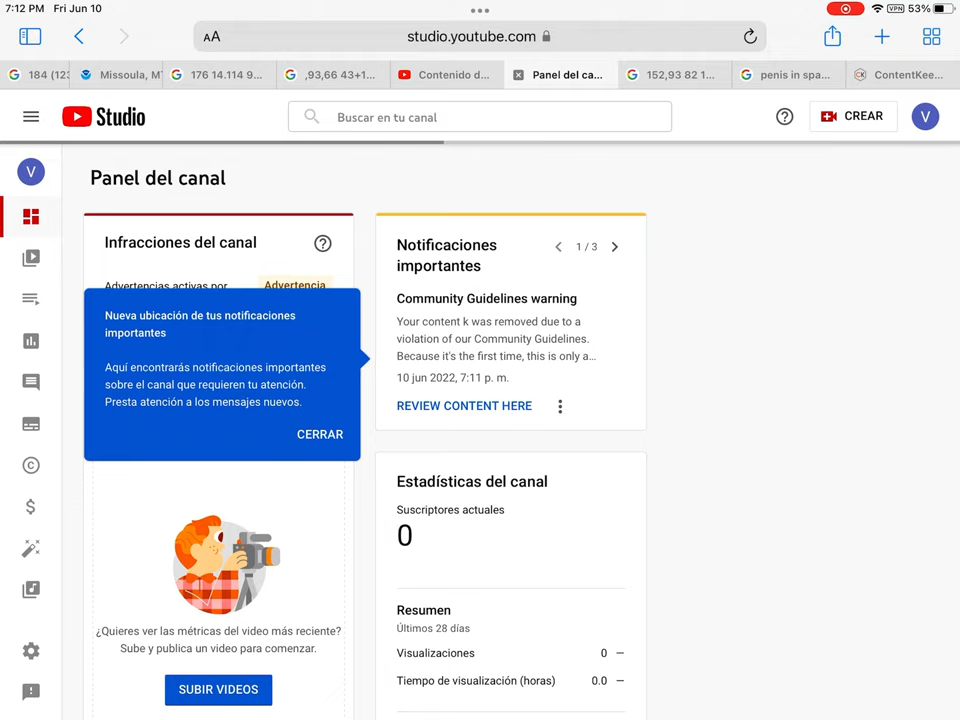 7:12 PM Fri Jun 10
VPN 53%
AA studio.youtube.com
184 (123
Missoula, MT
176 14.114 9...
,93,66 43+1...
Contenido d...
Panel del ca...
152,93 82 1...
penis in spa...
CK ContentKee...
Studio
Buscar en tu canal
CREAR
V
V
Panel del canal
Infracciones del canal
Advertencias activas por
Advertencia
Nueva ubicación de tus notificaciones
importantes
Aquí encontrarás notificaciones importantes
sobre el canal que requieren tu atención.
Presta atención a los mensajes nuevos.
CERRAR
¿Quieres ver las métricas del video más reciente?
Sube y publica un video para comenzar.
SUBIR VIDEOS
Notificaciones
importantes
1 / 3
Community Guidelines warning
Your content k was removed due to a
violation of our Community Guidelines.
Because it's the first time, this is only a...
10 jun 2022, 7:11 p. m.
REVIEW CONTENT HERE
Estadísticas del canal
Suscriptores actuales
0
Resumen
Últimos 28 días
Visualizaciones 0 —
Tiempo de visualización (horas) 0.0 —